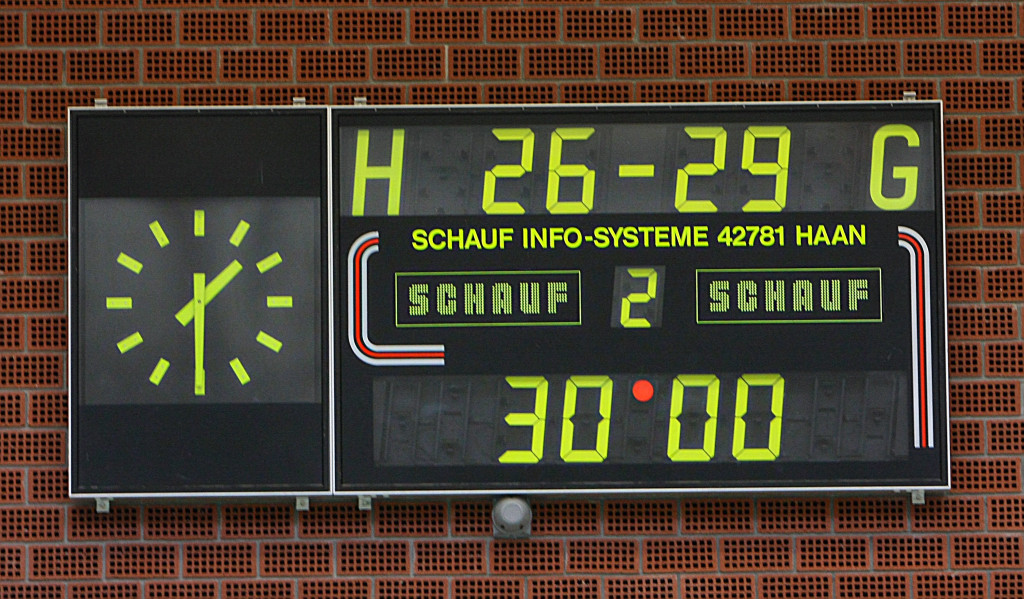 H 26-29 G
SCHAUF INFO-SYSTEME 42781 HAAN
SCHAUF 2 SCHAUF
30 00